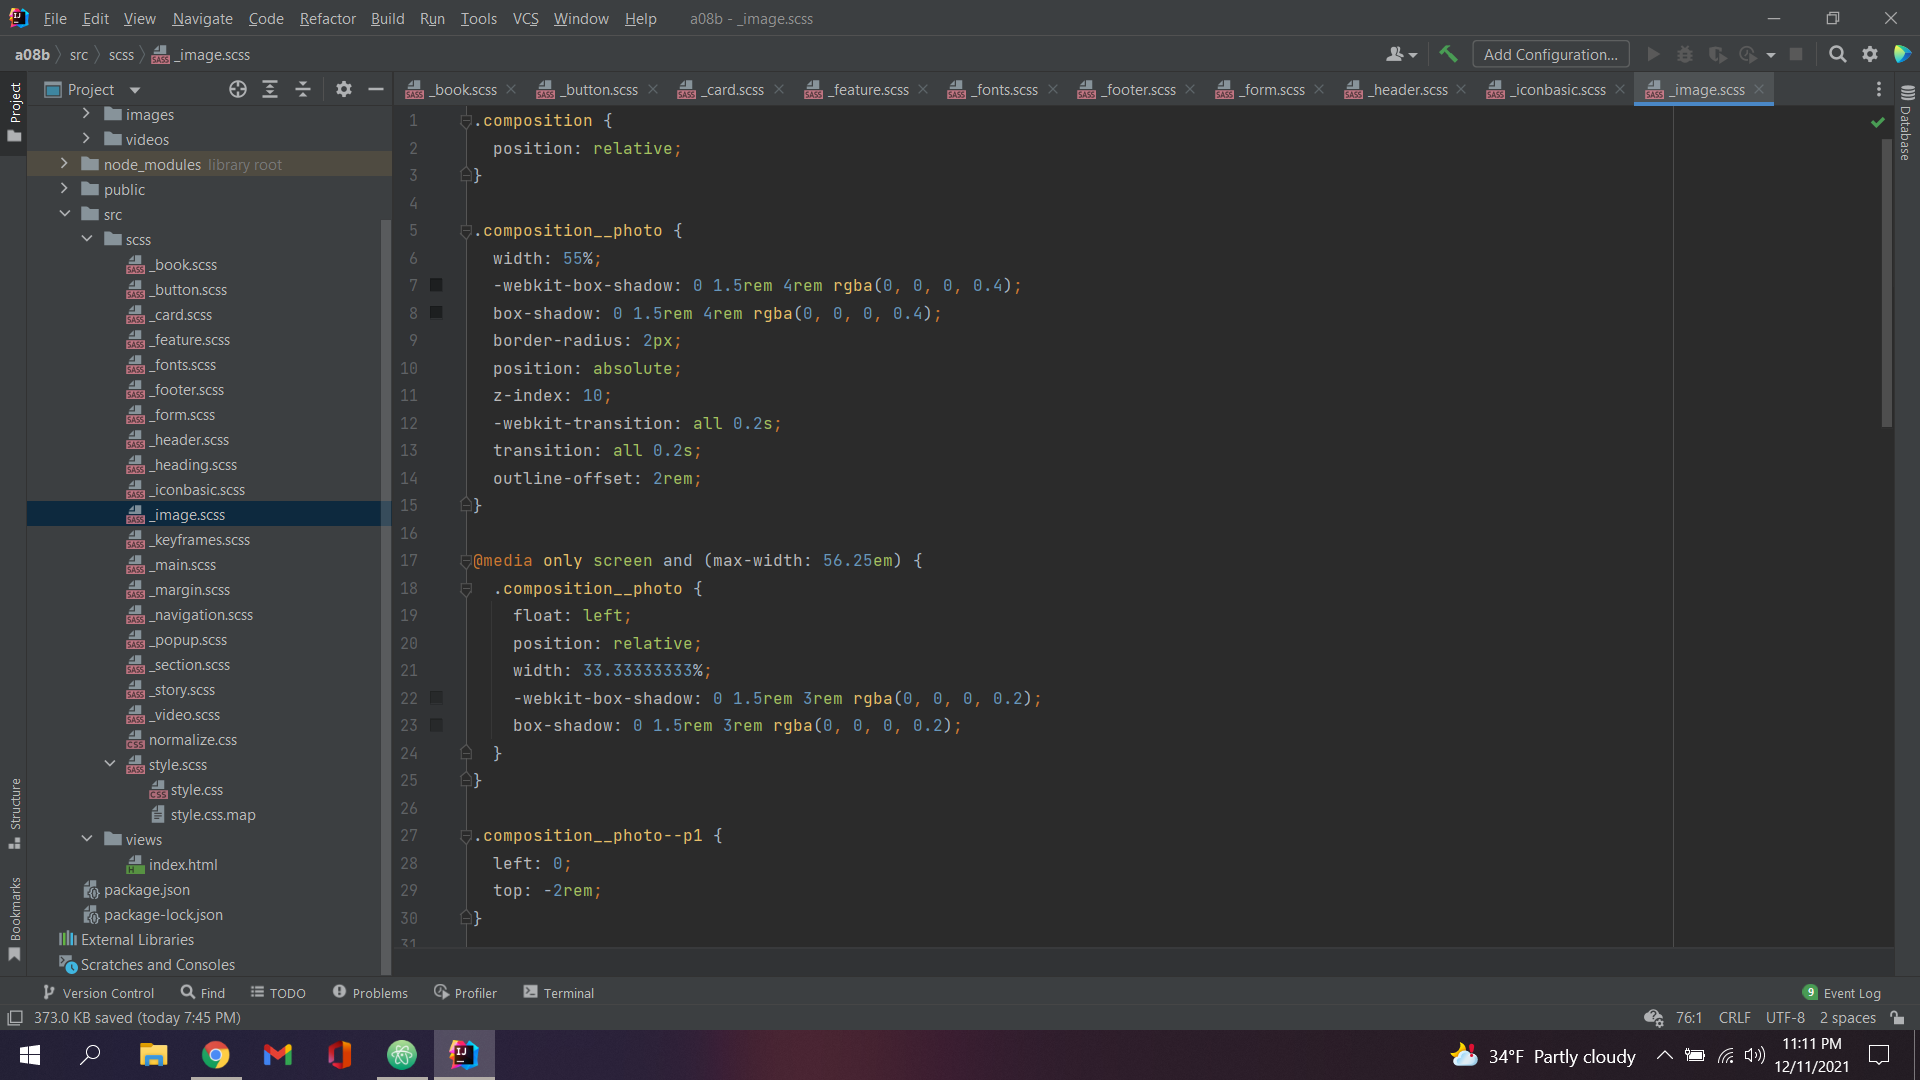 File Edit View Navigate Code Refactor Build Run Tools VCS Window Help a08b - _image.scss
a08b src scss _image.scss
Add Configuration...
Project
_book.scss _button.scss _card.scss _feature.scss _fonts.scss _footer.scss _form.scss _header.scss _iconbasic.scss _image.scss
Project
Structure
Bookmarks
Database
images
videos
node_modules library root
public
src
scss
_book.scss
_button.scss
_card.scss
_feature.scss
_fonts.scss
_footer.scss
_form.scss
_header.scss
_heading.scss
_iconbasic.scss
_image.scss
_keyframes.scss
_main.scss
_margin.scss
_navigation.scss
_popup.scss
_section.scss
_story.scss
_video.scss
normalize.css
style.scss
style.css
style.css.map
views
index.html
package.json
package-lock.json
External Libraries
Scratches and Consoles
1 .composition {
2 position: relative;
3 }
4
5 .composition__photo {
6 width: 55%;
7 -webkit-box-shadow: 0 1.5rem 4rem rgba(0, 0, 0, 0.4);
8 box-shadow: 0 1.5rem 4rem rgba(0, 0, 0, 0.4);
9 border-radius: 2px;
10 position: absolute;
11 z-index: 10;
12 -webkit-transition: all 0.2s;
13 transition: all 0.2s;
14 outline-offset: 2rem;
15 }
16
17 @media only screen and (max-width: 56.25em) {
18 .composition__photo {
19 float: left;
20 position: relative;
21 width: 33.33333333%;
22 -webkit-box-shadow: 0 1.5rem 3rem rgba(0, 0, 0, 0.2);
23 box-shadow: 0 1.5rem 3rem rgba(0, 0, 0, 0.2);
24 }
25 }
26
27 .composition__photo--p1 {
28 left: 0;
29 top: -2rem;
30 }
31
Version Control Find TODO Problems Profiler Terminal 9 Event Log
373.0 KB saved (today 7:45 PM) 76:1 CRLF UTF-8 2 spaces
34°F Partly cloudy
11:11 PM
12/11/2021